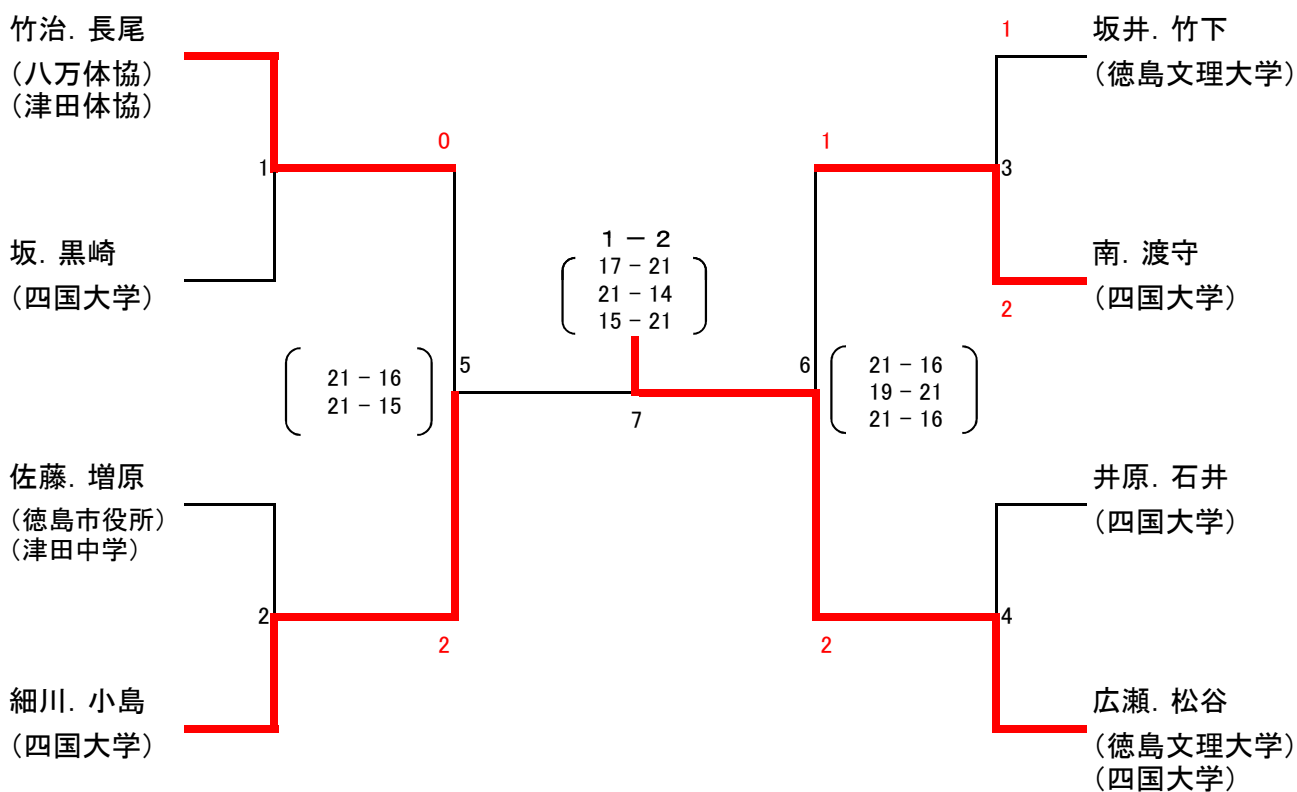 竹治．長尾
（八万体協）
（津田体協）
坂．黒崎
（四国大学）
佐藤．増原
（徳島市役所）
（津田中学）
細川．小島
（四国大学）
1
2
0
2
5
21 − 16
21 − 15
１ − ２
17 − 21
21 − 14
15 − 21
7
1
2
6
21 − 16
19 − 21
21 − 16
1
2
3
4
坂井．竹下
（徳島文理大学）
南．渡守
（四国大学）
井原．石井
（四国大学）
広瀬．松谷
（徳島文理大学）
（四国大学）